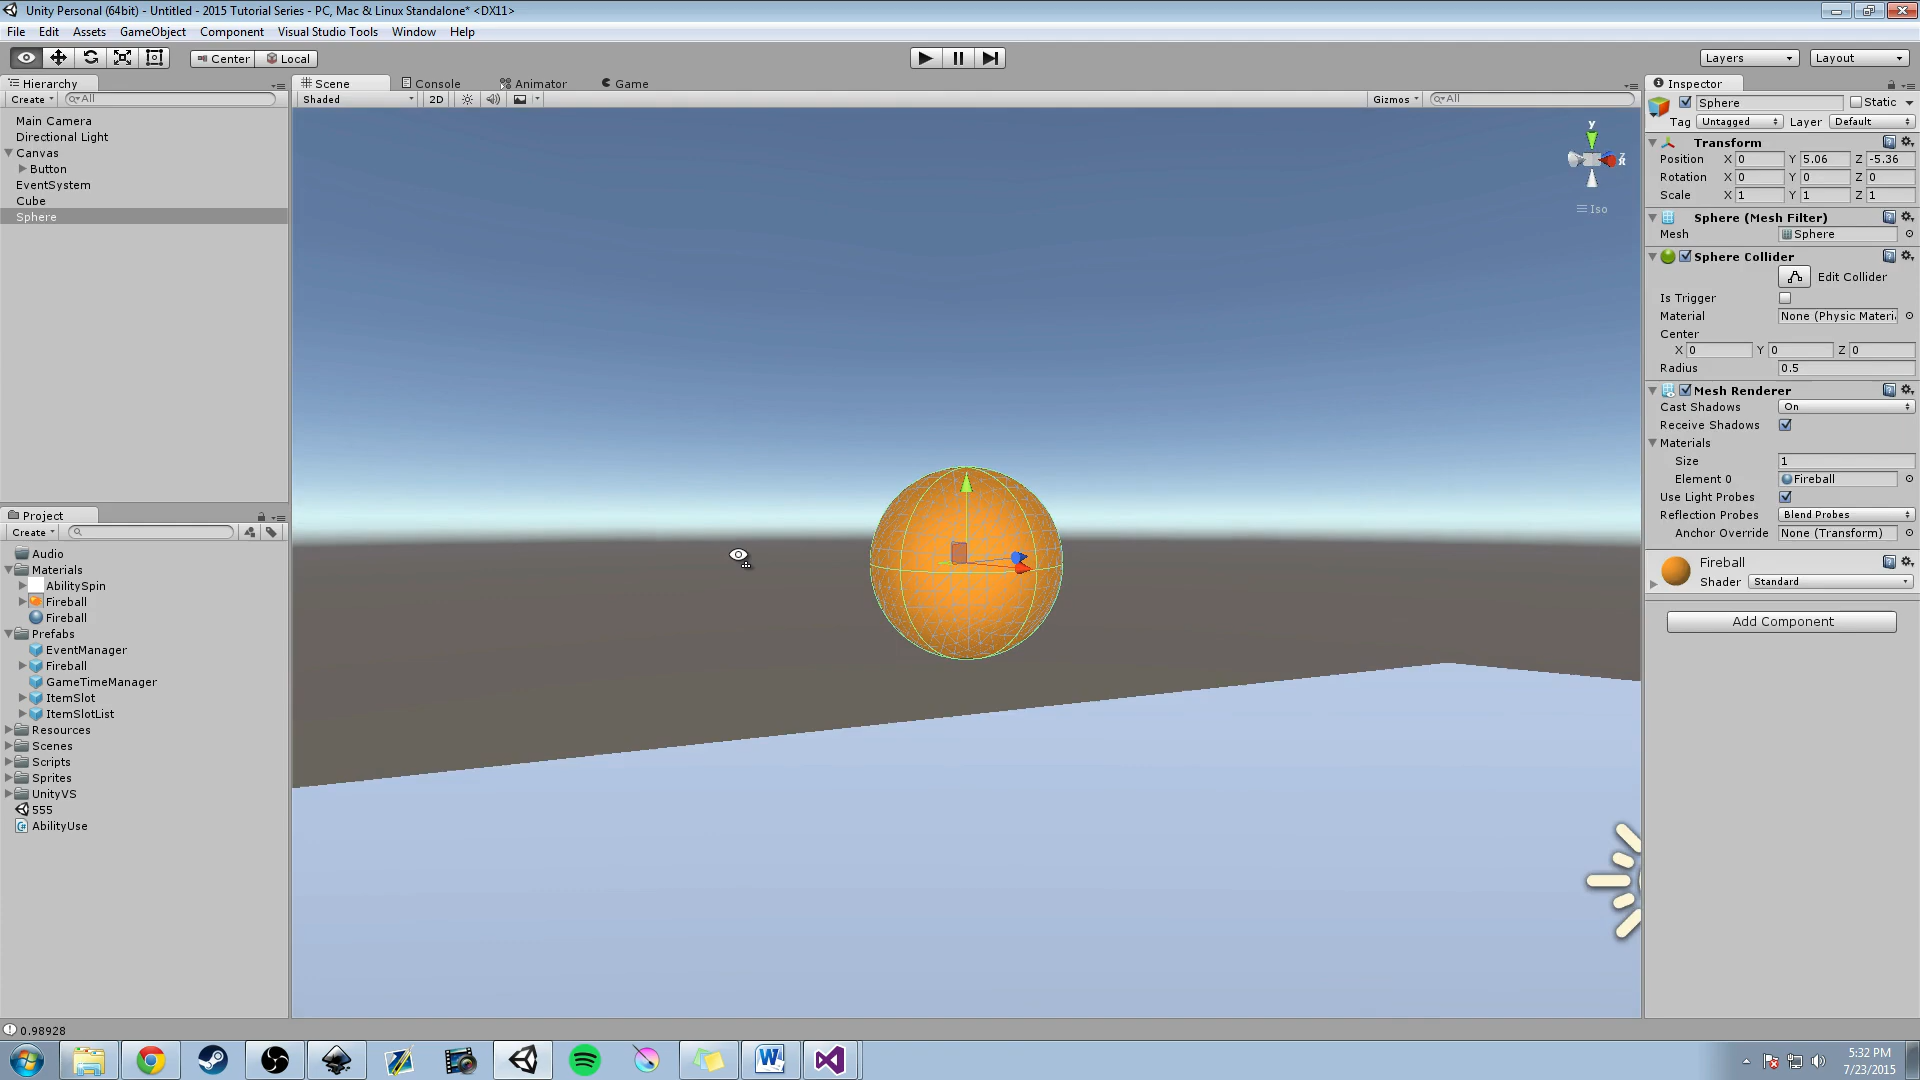 Unity Personal (64bit) - Untitled - 2015 Tutorial Series - PC, Mac & Linux Standalone* <DX11>
File Edit Assets GameObject Component Visual Studio Tools Window Help
Center Local Layers Layout
Hierarchy
Create All
Main Camera
Directional Light
Canvas
Button
EventSystem
Cube
Sphere
Project
Create
Audio
Materials
AbilitySpin
Fireball
Fireball
Prefabs
EventManager
Fireball
GameTimeManager
ItemSlot
ItemSlotList
Resources
Scenes
Scripts
Sprites
UnityVS
555
AbilityUse
Scene Console Animator Game
Shaded 2D Gizmos All
y
Iso
Inspector
Sphere Static
Tag Untagged Layer Default
Transform
Position X 0 Y 5.06 Z -5.36
Rotation X 0 Y 0 Z 0
Scale X 1 Y 1 Z 1
Sphere (Mesh Filter)
Mesh Sphere
Sphere Collider
Edit Collider
Is Trigger
Material None (Physic Materi
Center
X 0 Y 0 Z 0
Radius 0.5
Mesh Renderer
Cast Shadows On
Receive Shadows
Materials
Size 1
Element 0 Fireball
Use Light Probes
Reflection Probes Blend Probes
Anchor Override None (Transform)
Fireball
Shader Standard
Add Component
0.98928
5:32 PM
7/23/2015